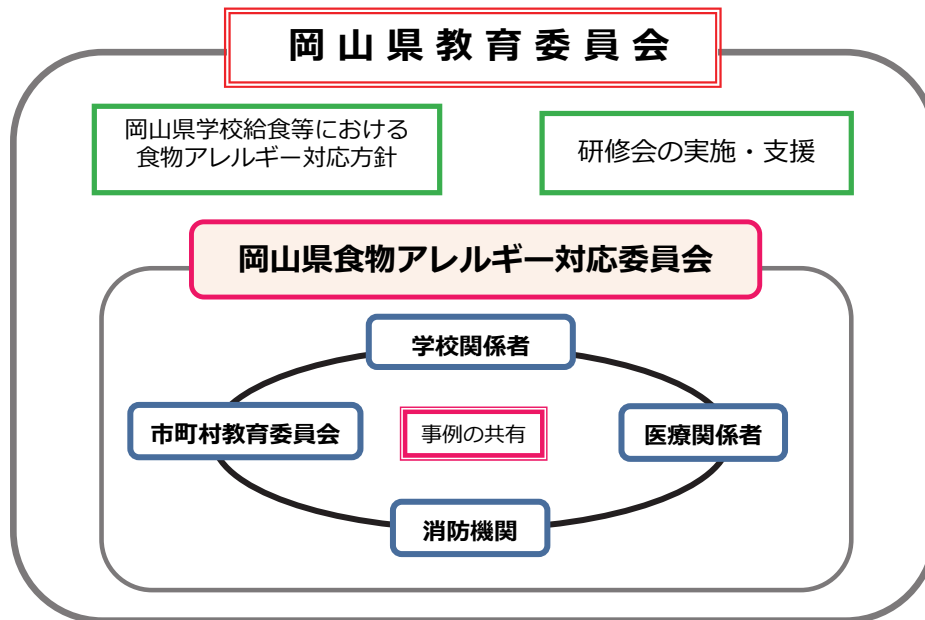 岡山県教育委員会
岡山県学校給食等における
食物アレルギー対応方針
研修会の実施・支援
岡山県食物アレルギー対応委員会
学校関係者
市町村教育委員会
事例の共有
医療関係者
消防機関